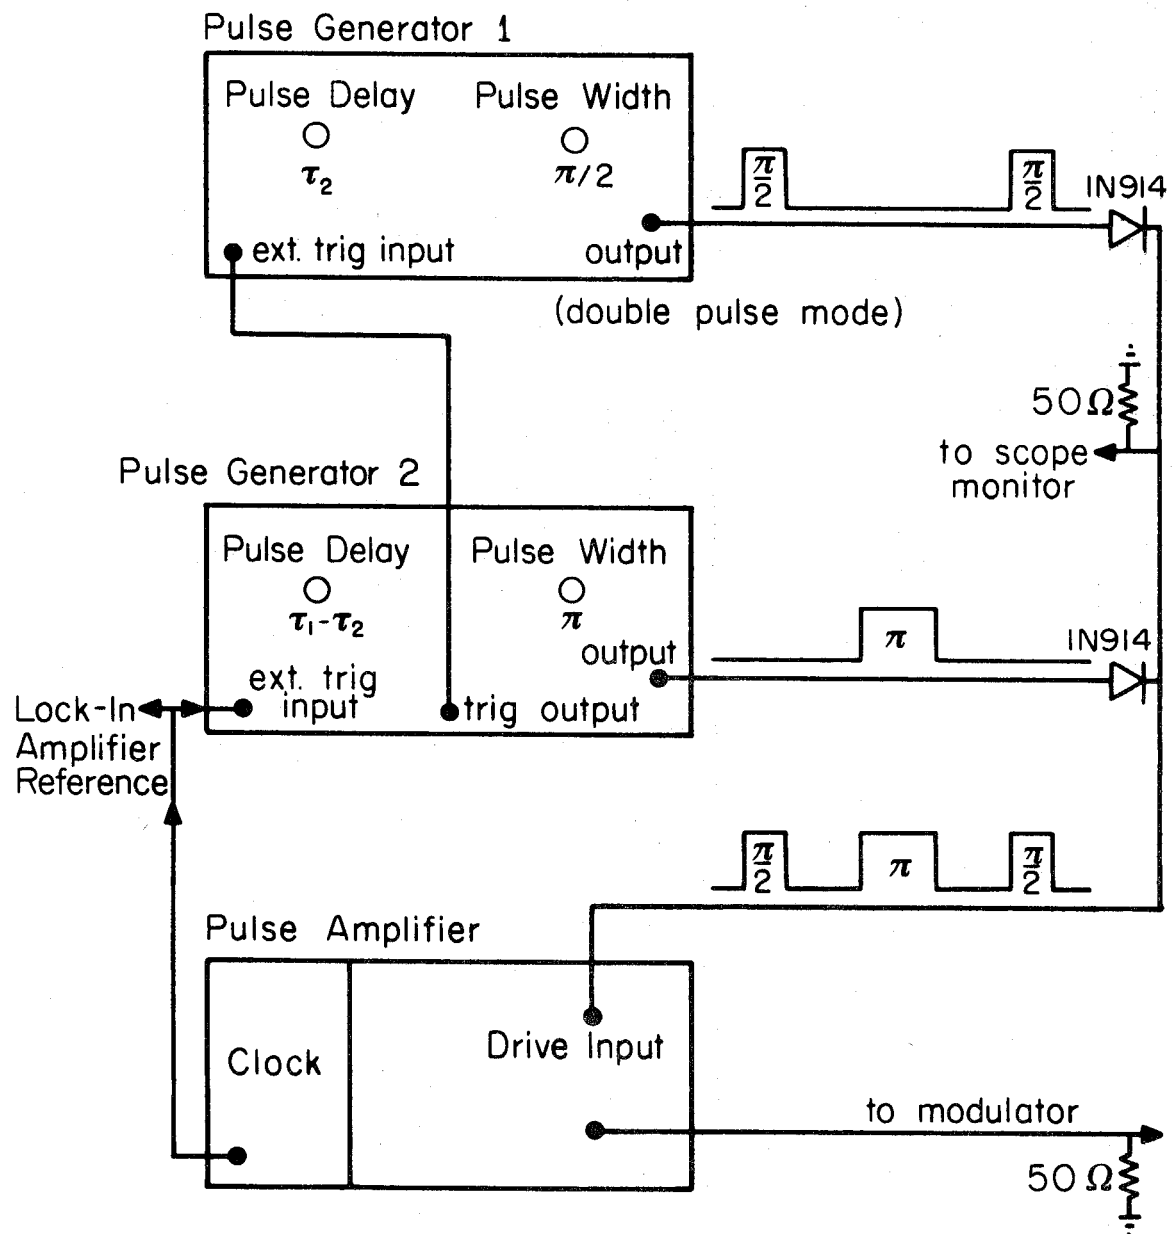 Pulse Generator 1
Pulse Delay
Pulse Width
τ₂
π/2
ext. trig input
output
(double pulse mode)
π/2
π/2
1N914
50Ω
to scope
monitor
Pulse Generator 2
Pulse Delay
Pulse Width
τ₁-τ₂
π
output
ext. trig
input
trig output
π
1N914
Lock-In
Amplifier
Reference
π/2
π
π/2
Pulse Amplifier
Clock
Drive Input
to modulator
50Ω